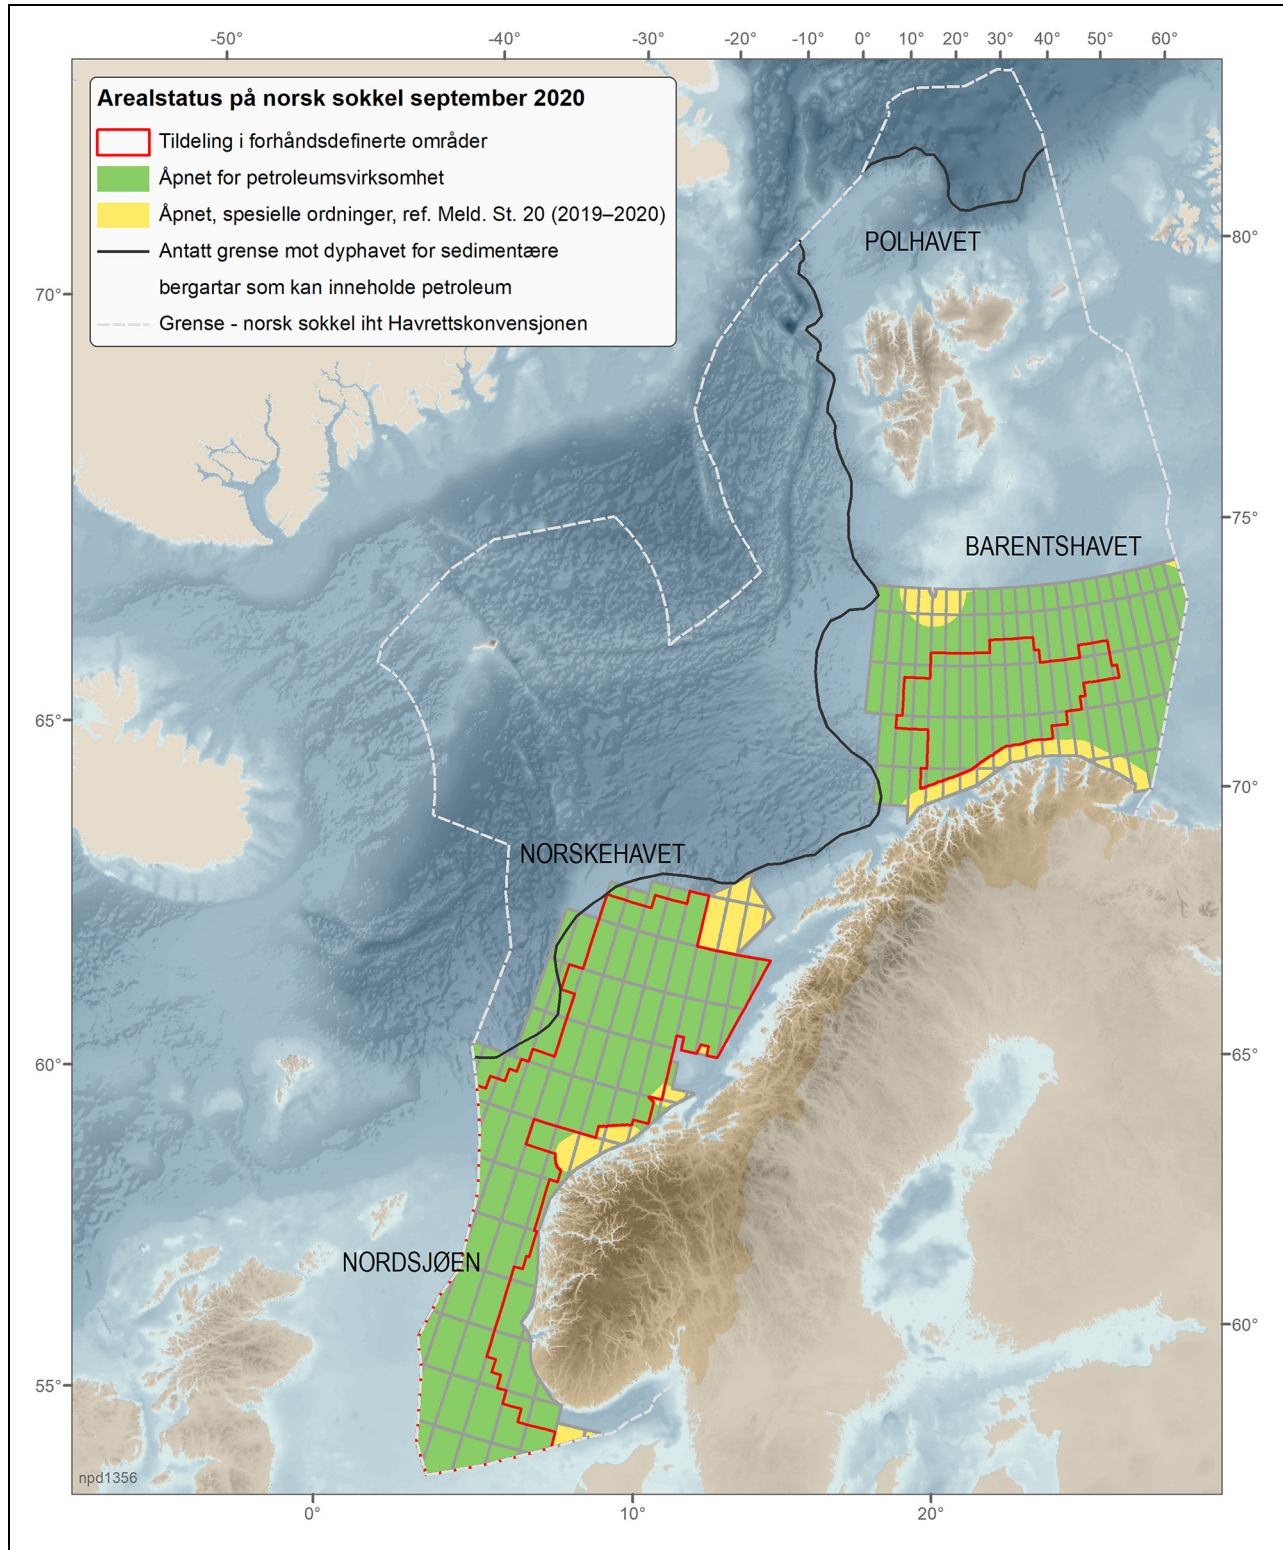 -50° -40° -30° -20° -10° 0° 10° 20° 30° 40° 50° 60°
Arealstatus på norsk sokkel september 2020
Tildeling i forhåndsdefinerte områder
Åpnet for petroleumsvirksomhet
Åpnet, spesielle ordninger, ref. Meld. St. 20 (2019–2020)
Antatt grense mot dyphavet for sedimentære
bergartar som kan inneholde petroleum
Grense - norsk sokkel iht Havrettskonvensjonen
POLHAVET
80°
70°
75°
BARENTSHAVET
65°
70°
NORSKEHAVET
60°
65°
NORDSJØEN
60°
55°
npd1356
0° 10° 20°